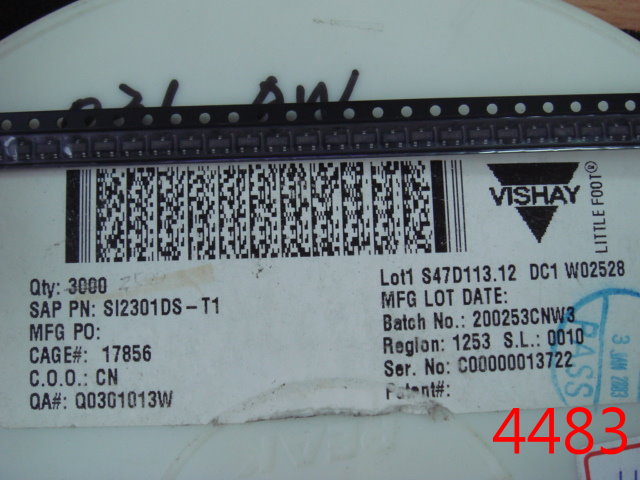 VISHAY
LITTLE FOOT®
Qty: 3000
SAP PN: SI2301DS-T1
MFG PO:
CAGE#: 17856
C.O.O.: CN
QA#: Q0301013W
Lot1 S47D113.12 DC1 W02528
MFG LOT DATE:
Batch No.: 200253CNW3
Region: 1253 S.L.: 0010
Ser. No: C00000013722
Patent#:
PASS
3 JAN 2003
4483